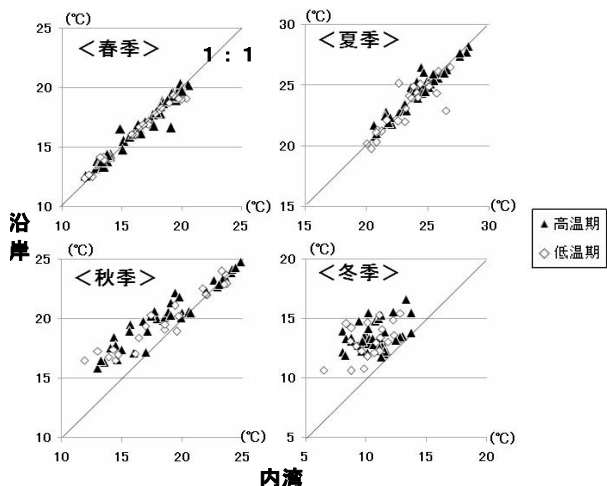 (℃) (℃)
25 30
＜春季＞ 1：1 ＜夏季＞
20 25
15 20
10 (℃) 15 (℃)
10 15 20 25 15 20 25 30
▲高温期
◇低温期
沿岸
(℃) (℃)
25 20
＜秋季＞ ＜冬季＞
20 15
15 10
10 (℃) 5 (℃)
10 15 20 25 5 10 15 20
内湾